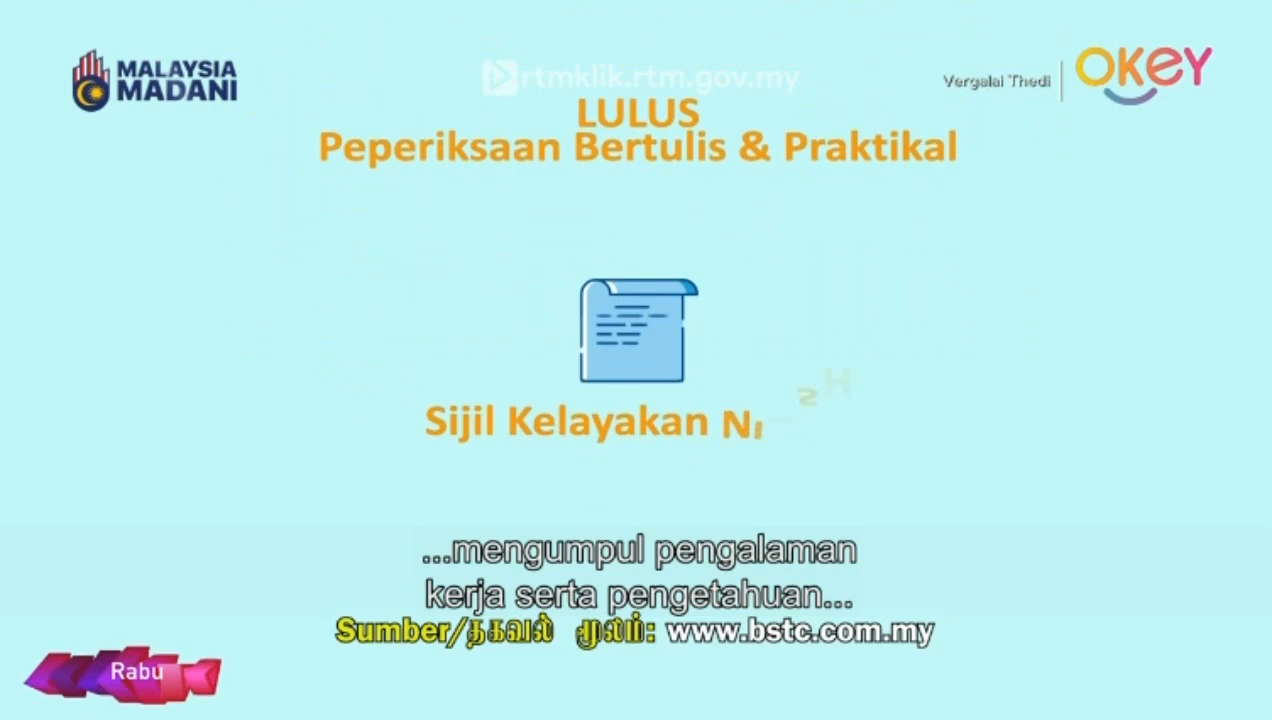 MALAYSIA
MADANI
rtmklik.rtm.gov.my
Vergalai Thedi
OKEY
LULUS
Peperiksaan Bertulis & Praktikal
Sijil Kelayakan
...mengumpul pengalaman
kerja serta pengetahuan...
Sumber/தகவல் மூலம்: www.bstc.com.my
Rabu